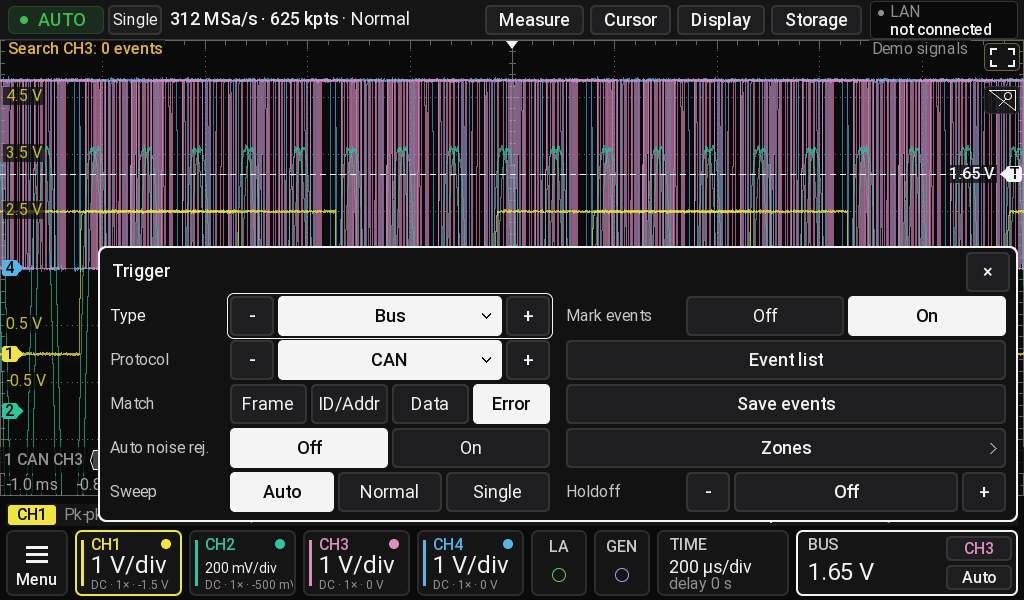 AUTO
Single
312 MSa/s · 625 kpts · Normal
Measure
Cursor
Display
Storage
LAN
not connected
Search CH3: 0 events
Demo signals
4.5 V
3.5 V
1.65 V
T
2.5 V
4
0.5 V
1
-0.5 V
2
1 CAN CH3
-1.0 ms
Trigger
×
Type
-
Bus
+
Mark events
Off
On
Protocol
-
CAN
+
Event list
Match
Frame
ID/Addr
Data
Error
Save events
Auto noise rej.
Off
On
Zones
Sweep
Auto
Normal
Single
Holdoff
-
Off
+
CH1
Menu
CH1
1 V/div
DC · 1× · -1.5 V
CH2
200 mV/div
DC · 1× · -500 mV
CH3
1 V/div
DC · 1× · 0 V
CH4
1 V/div
DC · 1× · 0 V
LA
GEN
TIME
200 µs/div
delay 0 s
BUS
1.65 V
CH3
Auto